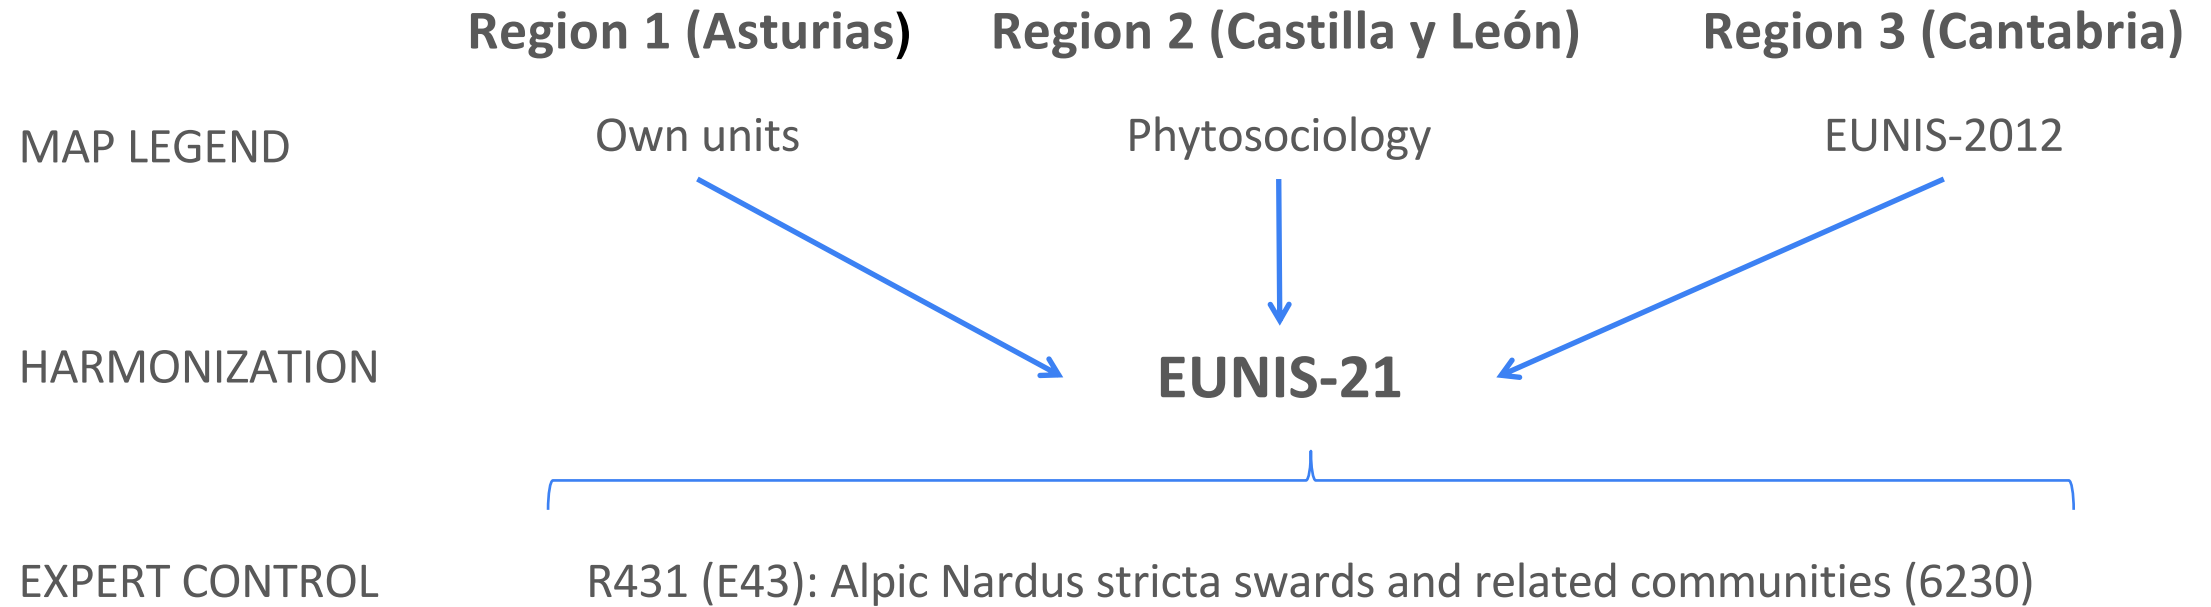 Region 1 (Asturias) Region 2 (Castilla y León) Region 3 (Cantabria)
MAP LEGEND Own units Phytosociology EUNIS-2012
HARMONIZATION EUNIS-21
EXPERT CONTROL R431 (E43): Alpic Nardus stricta swards and related communities (6230)